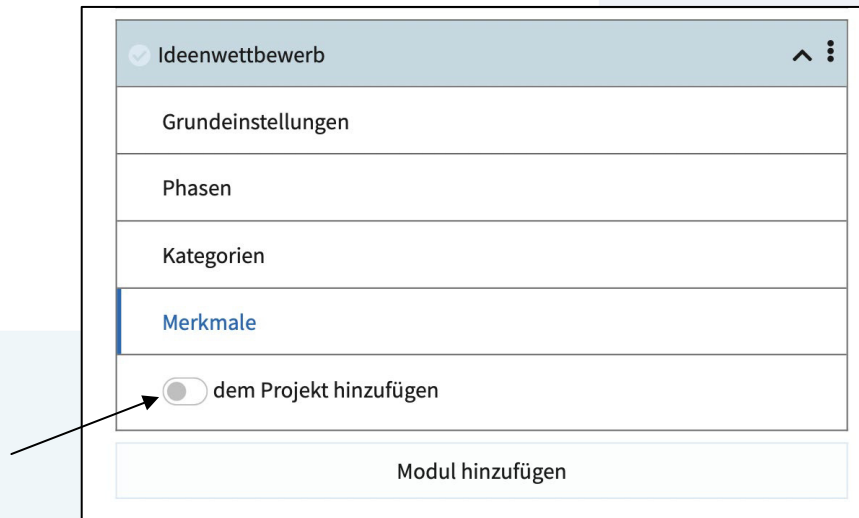 Ideenwettbewerb
Grundeinstellungen
Phasen
Kategorien
Merkmale
dem Projekt hinzufügen
Modul hinzufügen